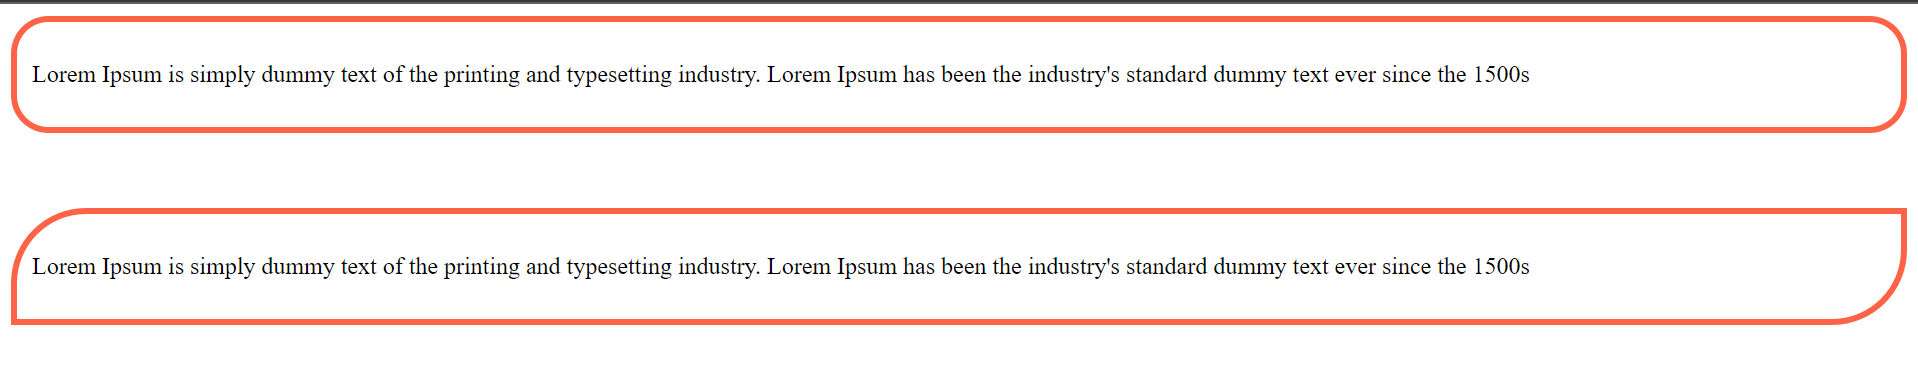 Lorem Ipsum is simply dummy text of the printing and typesetting industry. Lorem Ipsum has been the industry's standard dummy text ever since the 1500s
Lorem Ipsum is simply dummy text of the printing and typesetting industry. Lorem Ipsum has been the industry's standard dummy text ever since the 1500s